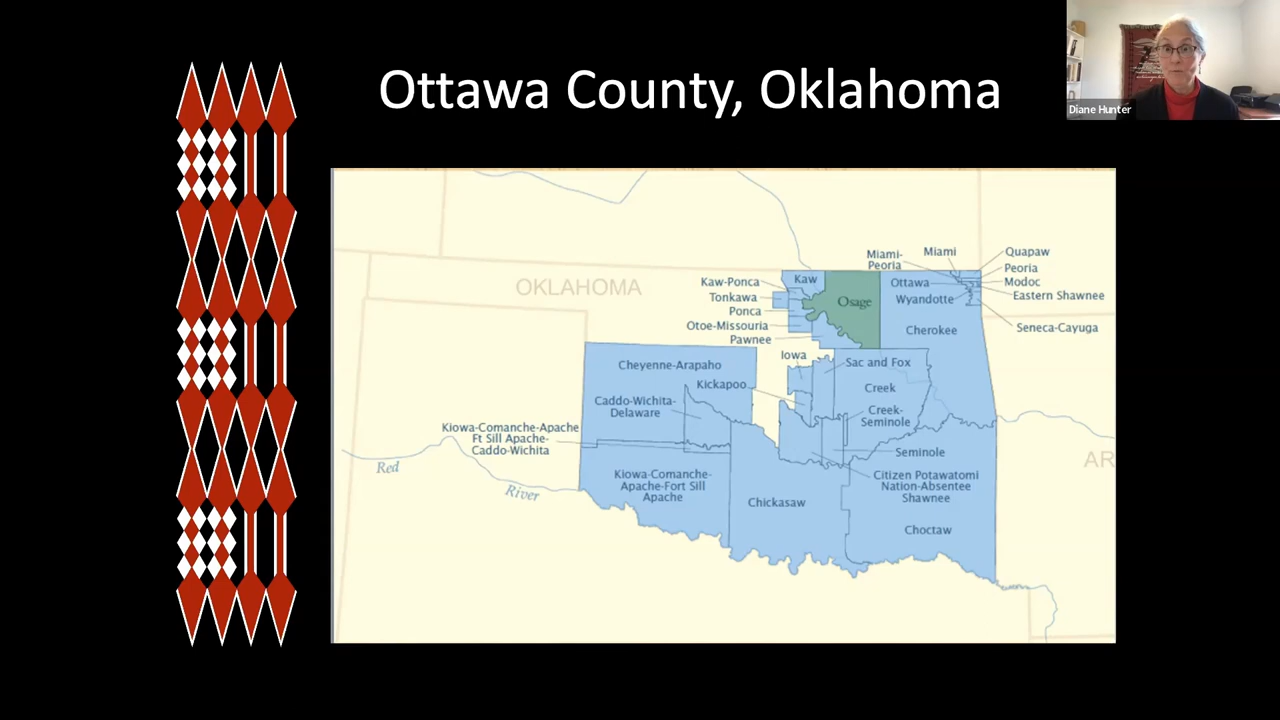 Ottawa County, Oklahoma
Diane Hunter
OKLAHOMA
Miami-
Peoria
Miami
Quapaw
Peoria
Modoc
Eastern Shawnee
Seneca-Cayuga
Ottawa
Wyandotte
Cherokee
Kaw-Ponca
Kaw
Osage
Tonkawa
Ponca
Otoe-Missouria
Pawnee
Iowa
Sac and Fox
Cheyenne-Arapaho
Kickapoo
Creek
Caddo-Wichita-
Delaware
Creek-
Seminole
Kiowa-Comanche-Apache
Ft Sill Apache-
Caddo-Wichita
Seminole
Red
River
AR
Kiowa-Comanche-
Apache-Fort Sill
Apache
Chickasaw
Citizen Potawatomi
Nation-Absentee
Shawnee
Choctaw